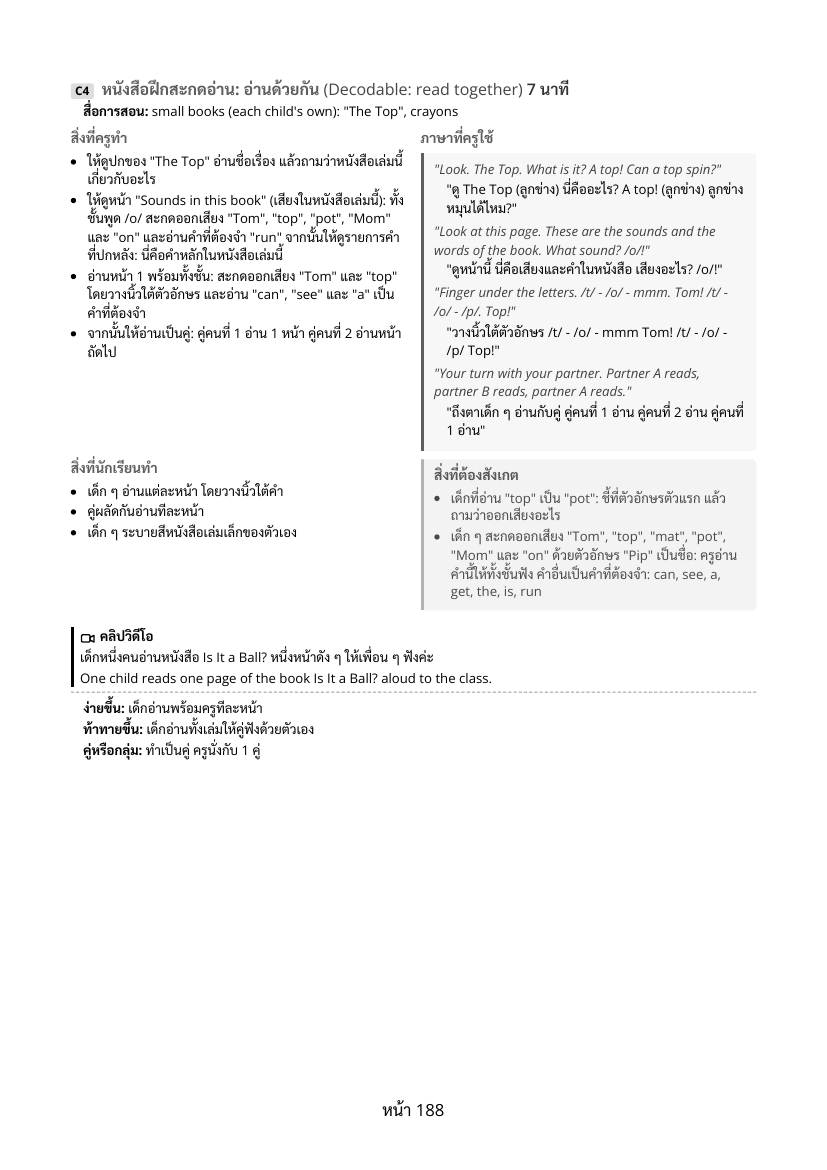 C4 หนังสือฝึกสะกดอ่าน: อ่านด้วยกัน (Decodable: read together) 7 นาที
สื่อการสอน: small books (each child's own): "The Top", crayons
สิ่งที่ครูทำ
ให้ดูปกของ "The Top" อ่านชื่อเรื่อง แล้วถามว่าหนังสือเล่มนี้
เกี่ยวกับอะไร
ให้ดูหน้า "Sounds in this book" (เสียงในหนังสือเล่มนี้): ทั้ง
ชั้นพูด /o/ สะกดออกเสียง "Tom", "top", "pot", "Mom"
และ "on" และอ่านคำที่ต้องจำ "run" จากนั้นให้ดูรายการคำ
ที่ปกหลัง: นี่คือคำหลักในหนังสือเล่มนี้
อ่านหน้า 1 พร้อมทั้งชั้น: สะกดออกเสียง "Tom" และ "top"
โดยวางนิ้วใต้ตัวอักษร และอ่าน "can", "see" และ "a" เป็น
คำที่ต้องจำ
จากนั้นให้อ่านเป็นคู่: คู่คนที่ 1 อ่าน 1 หน้า คู่คนที่ 2 อ่านหน้า
ถัดไป
ภาษาที่ครูใช้
"Look. The Top. What is it? A top! Can a top spin?"
"ดู The Top (ลูกข่าง) นี่คืออะไร? A top! (ลูกข่าง) ลูกข่าง
หมุนได้ไหม?"
"Look at this page. These are the sounds and the
words of the book. What sound? /o/!"
"ดูหน้านี้ นี่คือเสียงและคำในหนังสือ เสียงอะไร? /o/!"
"Finger under the letters. /t/ - /o/ - mmm. Tom! /t/ -
/o/ - /p/. Top!"
"วางนิ้วใต้ตัวอักษร /t/ - /o/ - mmm Tom! /t/ - /o/ -
/p/ Top!"
"Your turn with your partner. Partner A reads,
partner B reads, partner A reads."
"ถึงตาเด็ก ๆ อ่านกับคู่ คู่คนที่ 1 อ่าน คู่คนที่ 2 อ่าน คู่คนที่
1 อ่าน"
สิ่งที่นักเรียนทำ
เด็ก ๆ อ่านแต่ละหน้า โดยวางนิ้วใต้คำ
คู่ผลัดกันอ่านทีละหน้า
เด็ก ๆ ระบายสีหนังสือเล่มเล็กของตัวเอง
สิ่งที่ต้องสังเกต
เด็กที่อ่าน "top" เป็น "pot": ชี้ที่ตัวอักษรตัวแรก แล้ว
ถามว่าออกเสียงอะไร
เด็ก ๆ สะกดออกเสียง "Tom", "top", "mat", "pot",
"Mom" และ "on" ด้วยตัวอักษร "Pip" เป็นชื่อ: ครูอ่าน
คำนี้ให้ทั้งชั้นฟัง คำอื่นเป็นคำที่ต้องจำ: can, see, a,
get, the, is, run
คลิปวิดีโอ
เด็กหนึ่งคนอ่านหนังสือ Is It a Ball? หนึ่งหน้าดัง ๆ ให้เพื่อน ๆ ฟังค่ะ
One child reads one page of the book Is It a Ball? aloud to the class.
ง่ายขึ้น: เด็กอ่านพร้อมครูทีละหน้า
ท้าทายขึ้น: เด็กอ่านทั้งเล่มให้คู่ฟังด้วยตัวเอง
คู่หรือกลุ่ม: ทำเป็นคู่ ครูนั่งกับ 1 คู่
หน้า 188